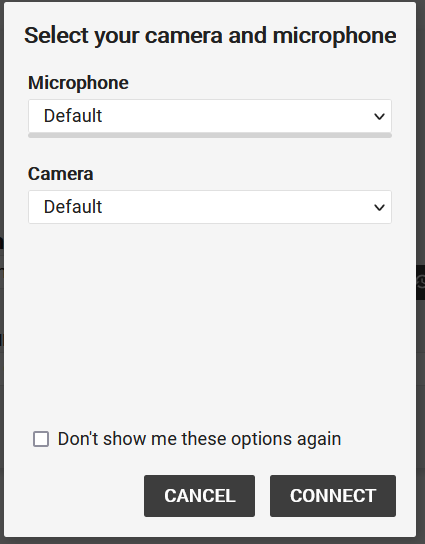 Select your camera and microphone
Microphone
Default
Camera
Default
Don't show me these options again
CANCEL
CONNECT